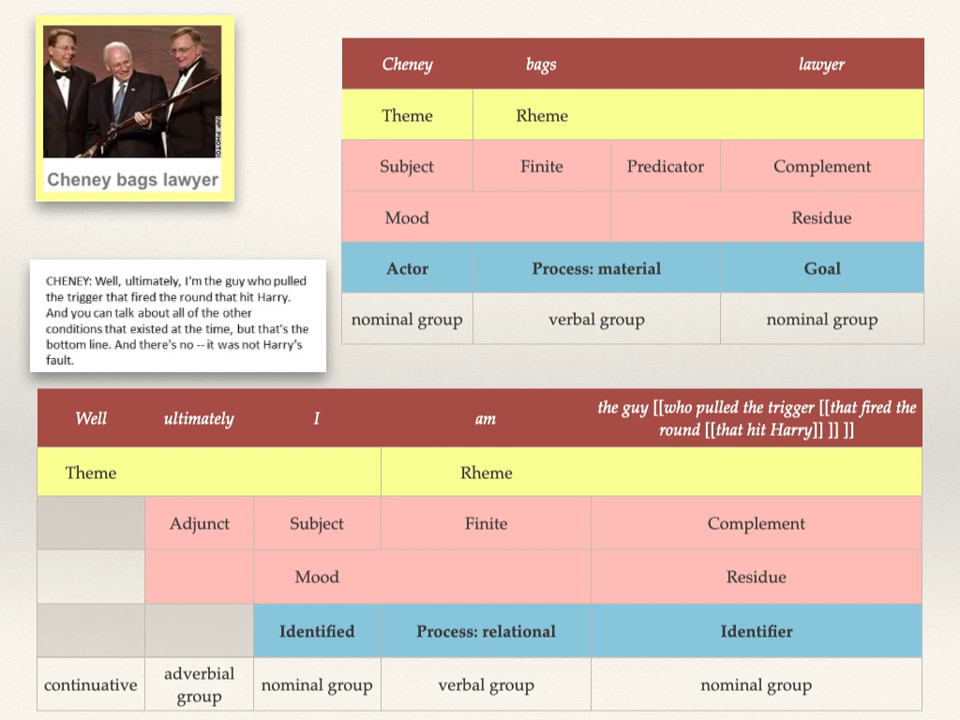 Cheney bags lawyer
Cheney bags lawyer
Theme Rheme
Subject Finite Predicator Complement
Mood Residue
Actor Process: material Goal
nominal group verbal group nominal group
CHENEY: Well, ultimately, I'm the guy who pulled
the trigger that fired the round that hit Harry.
And you can talk about all of the other
conditions that existed at the time, but that's the
bottom line. And there's no -- it was not Harry's
fault.
Well ultimately I am the guy [[who pulled the trigger [[that fired the
round [[that hit Harry]] ]] ]]
Theme Rheme
Adjunct Subject Finite Complement
Mood Residue
Identified Process: relational Identifier
continuative adverbial
group nominal group verbal group nominal group